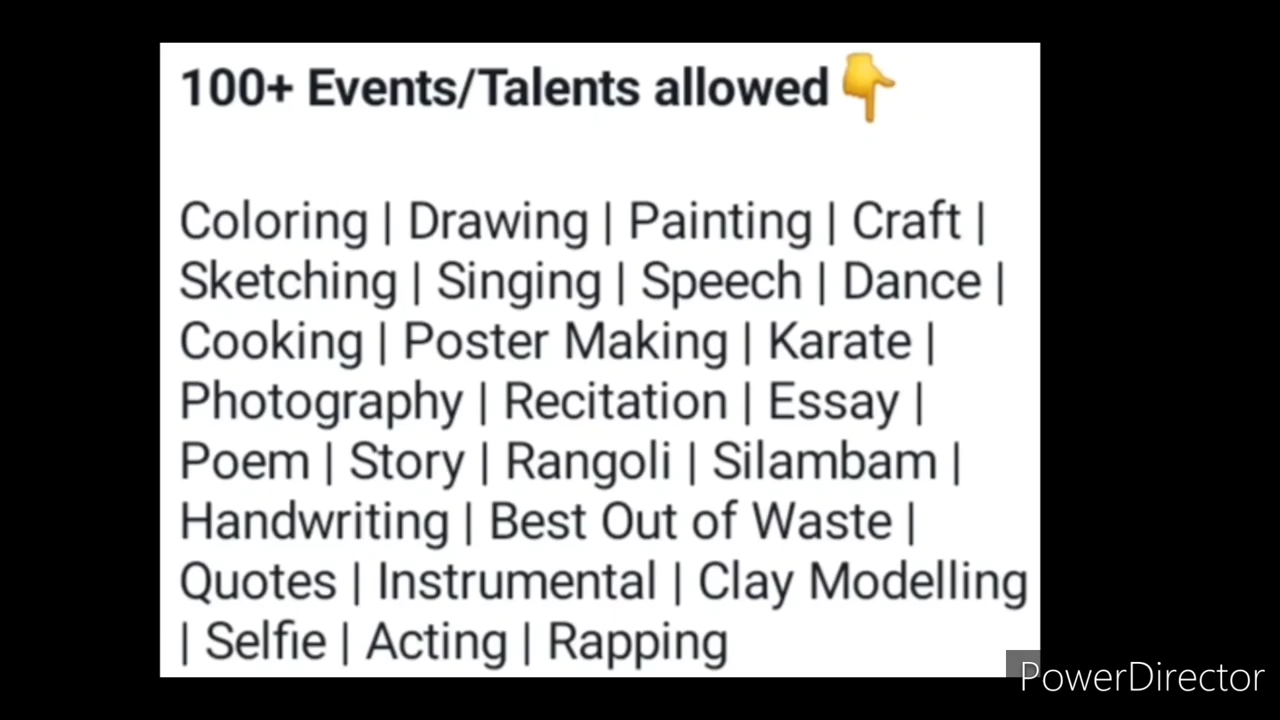 100+ Events/Talents allowed👇
Coloring | Drawing | Painting | Craft |
Sketching | Singing | Speech | Dance |
Cooking | Poster Making | Karate |
Photography | Recitation | Essay |
Poem | Story | Rangoli | Silambam |
Handwriting | Best Out of Waste |
Quotes | Instrumental | Clay Modelling
| Selfie | Acting | Rapping
PowerDirector